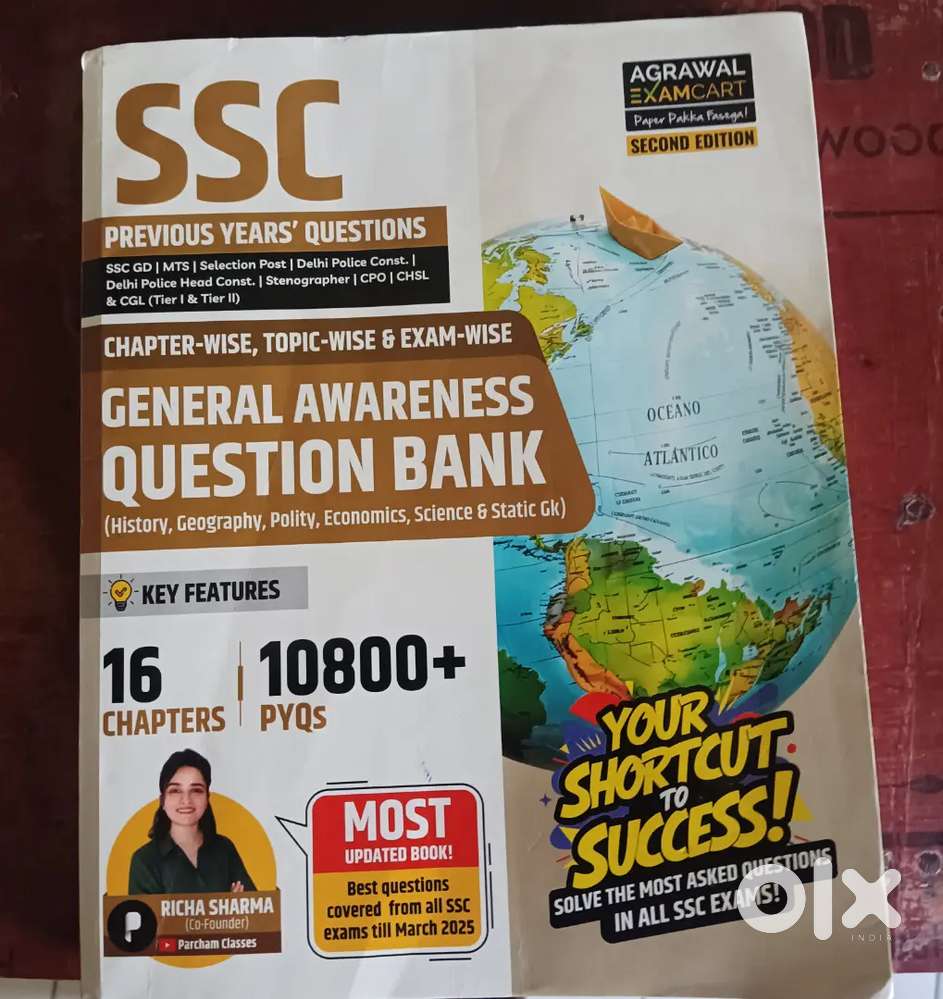 SSC
AGRAWAL
EXAMCART
Paper Pakka Fasega!
SECOND EDITION
PREVIOUS YEARS' QUESTIONS
SSC GD | MTS | Selection Post | Delhi Police Const. |
Delhi Police Head Const. | Stenographer | CPO | CHSL
& CGL (Tier I & Tier II)
CHAPTER-WISE, TOPIC-WISE & EXAM-WISE
GENERAL AWARENESS
QUESTION BANK
(History, Geography, Polity, Economics, Science & Static Gk)
OCÉANO
ATLÁNTICO
KEY FEATURES
16
CHAPTERS
10800+
PYQs
YOUR
SHORTCUT
TO
SUCCESS!
SOLVE THE MOST ASKED QUESTIONS
IN ALL SSC EXAMS!
MOST
UPDATED BOOK!
Best questions
covered from all SSC
exams till March 2025
P
RICHA SHARMA
(Co-Founder)
Parcham Classes
olx
INDIA